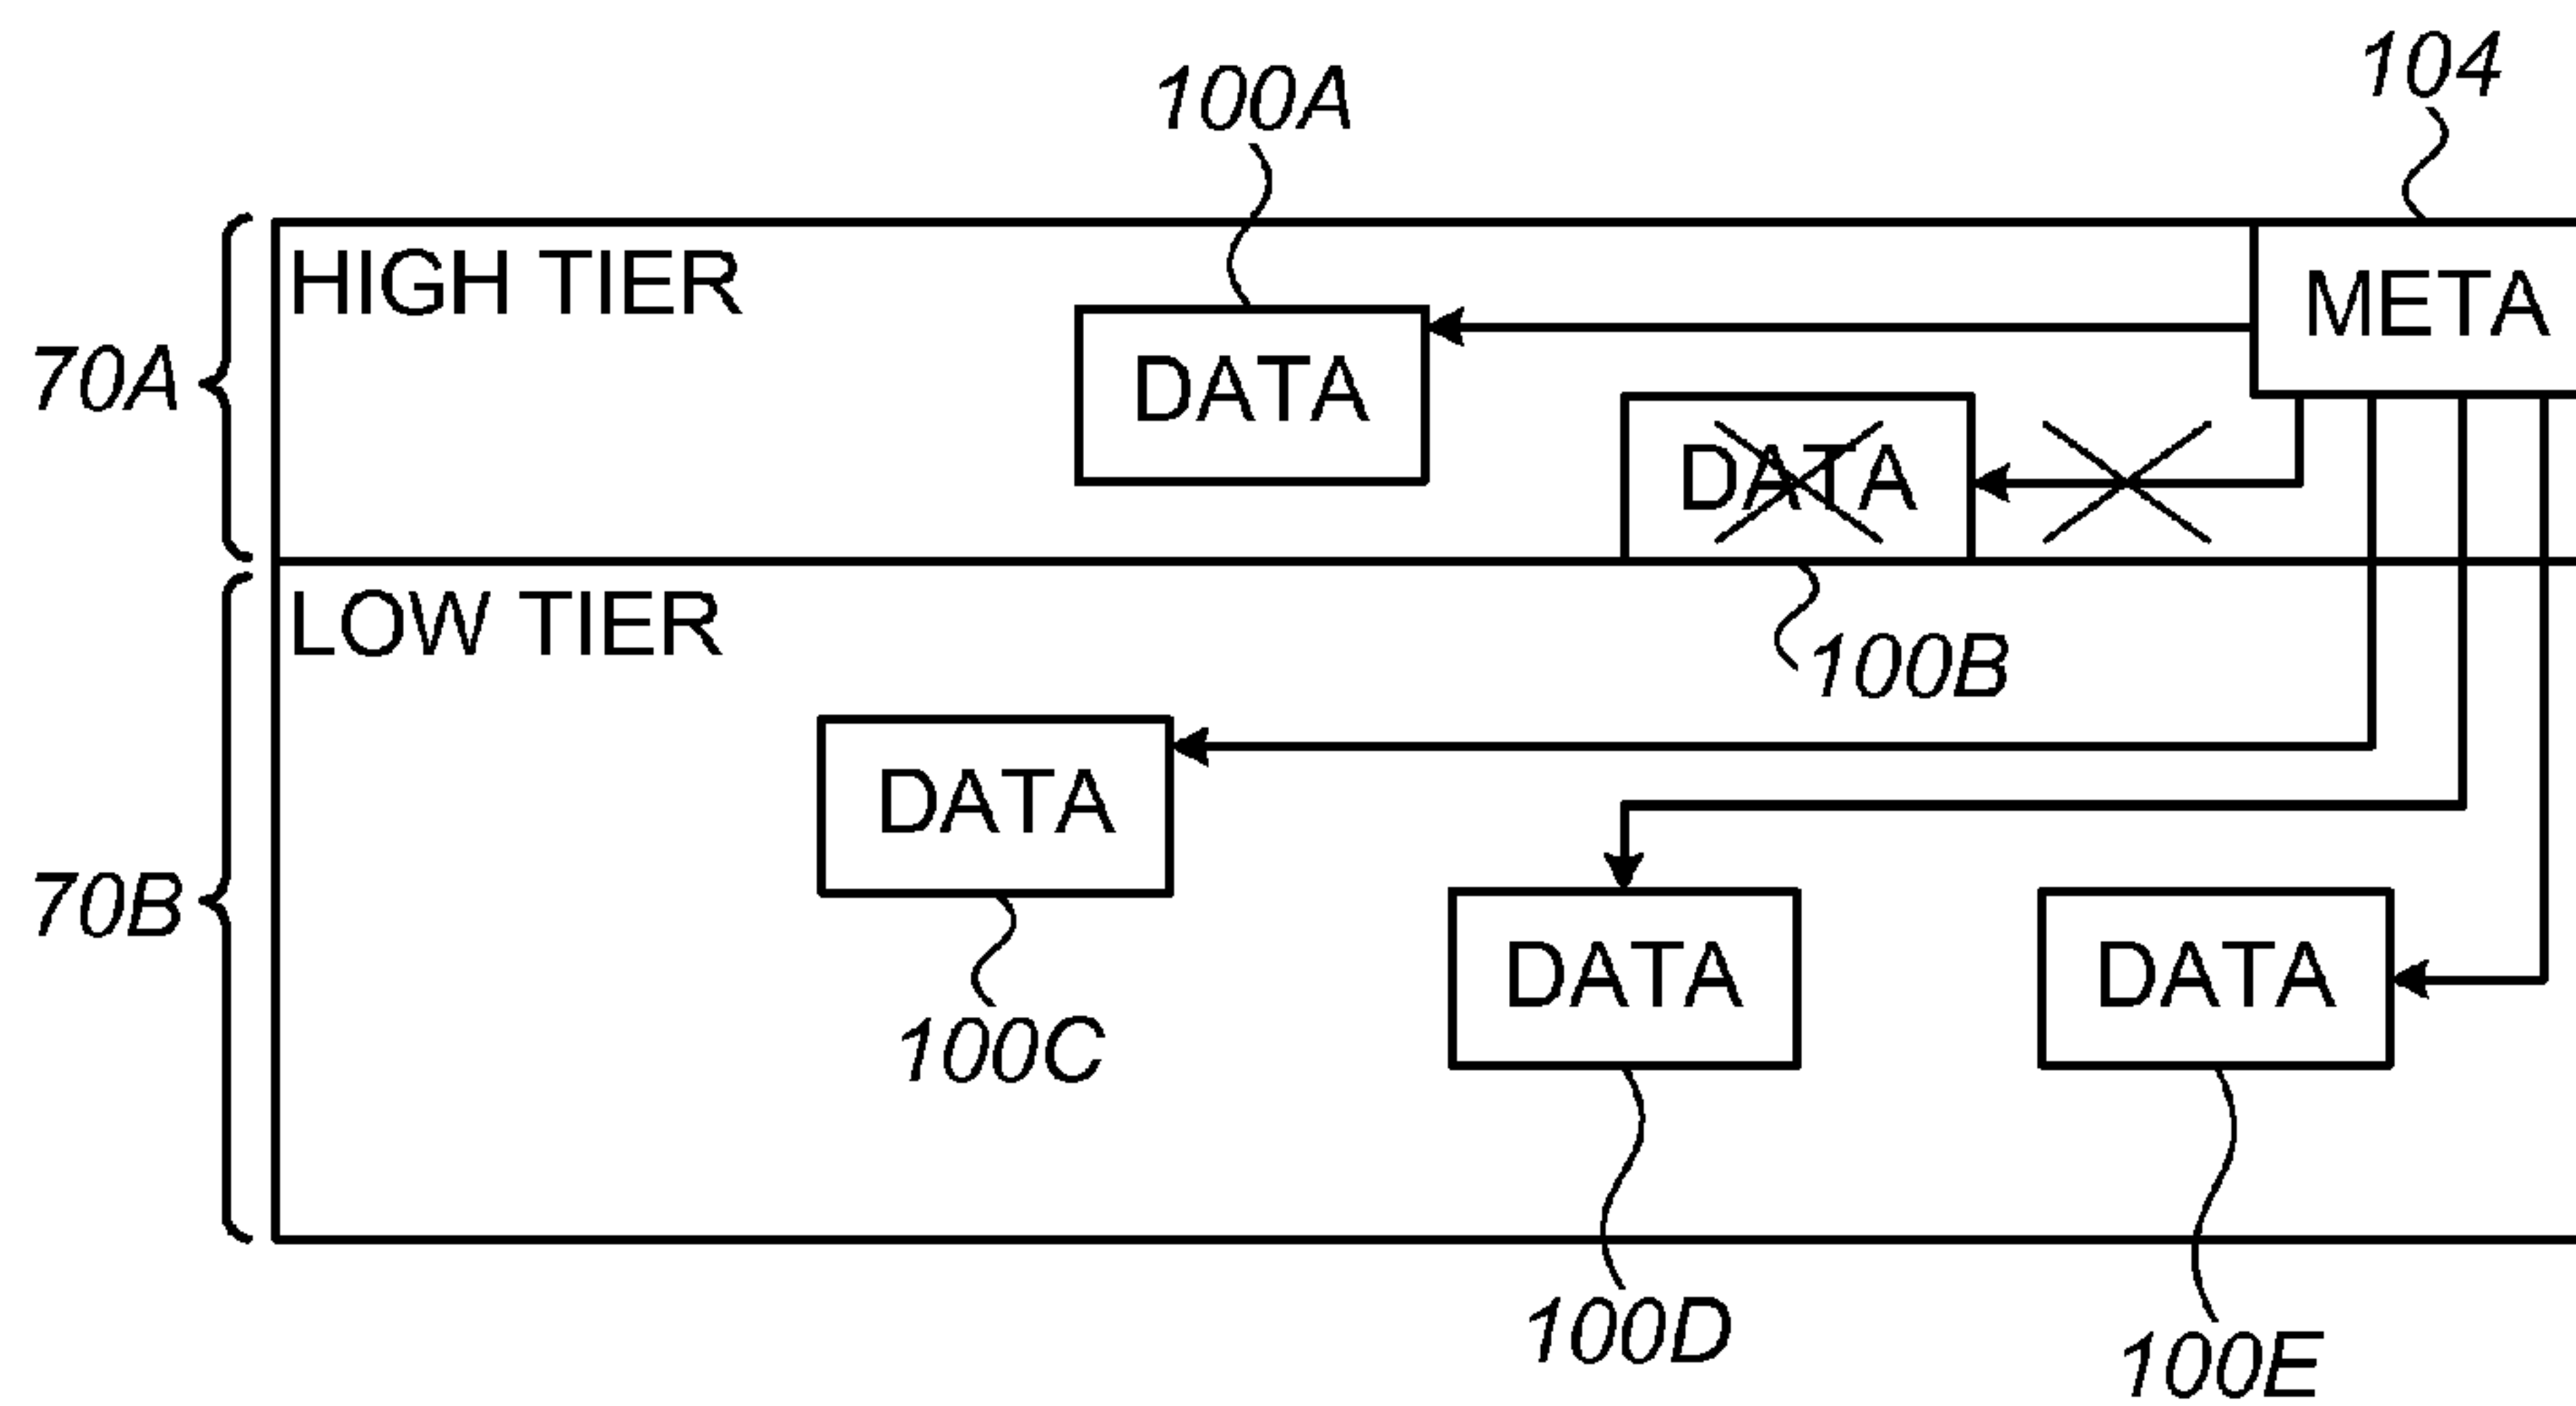 104
100A
HIGH TIER
META
70A
DATA
DATA
LOW TIER
100B
DATA
70B
DATA
DATA
100C
100D
100E